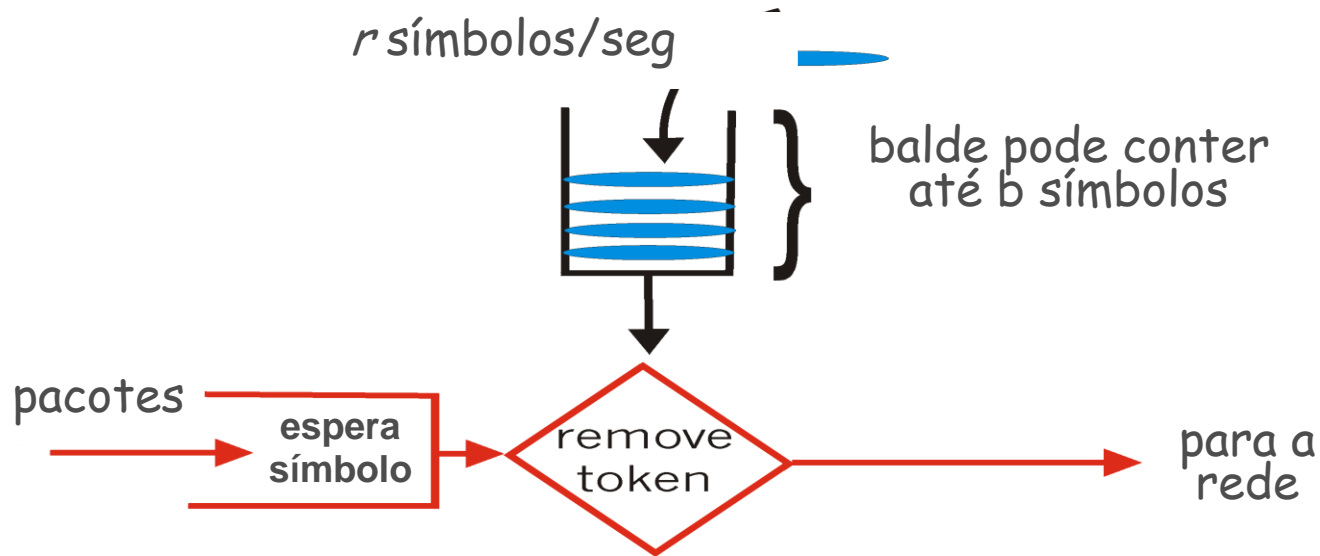 r símbolos/seg
balde pode conter
até b símbolos
pacotes
espera
símbolo
remove
token
para a
rede